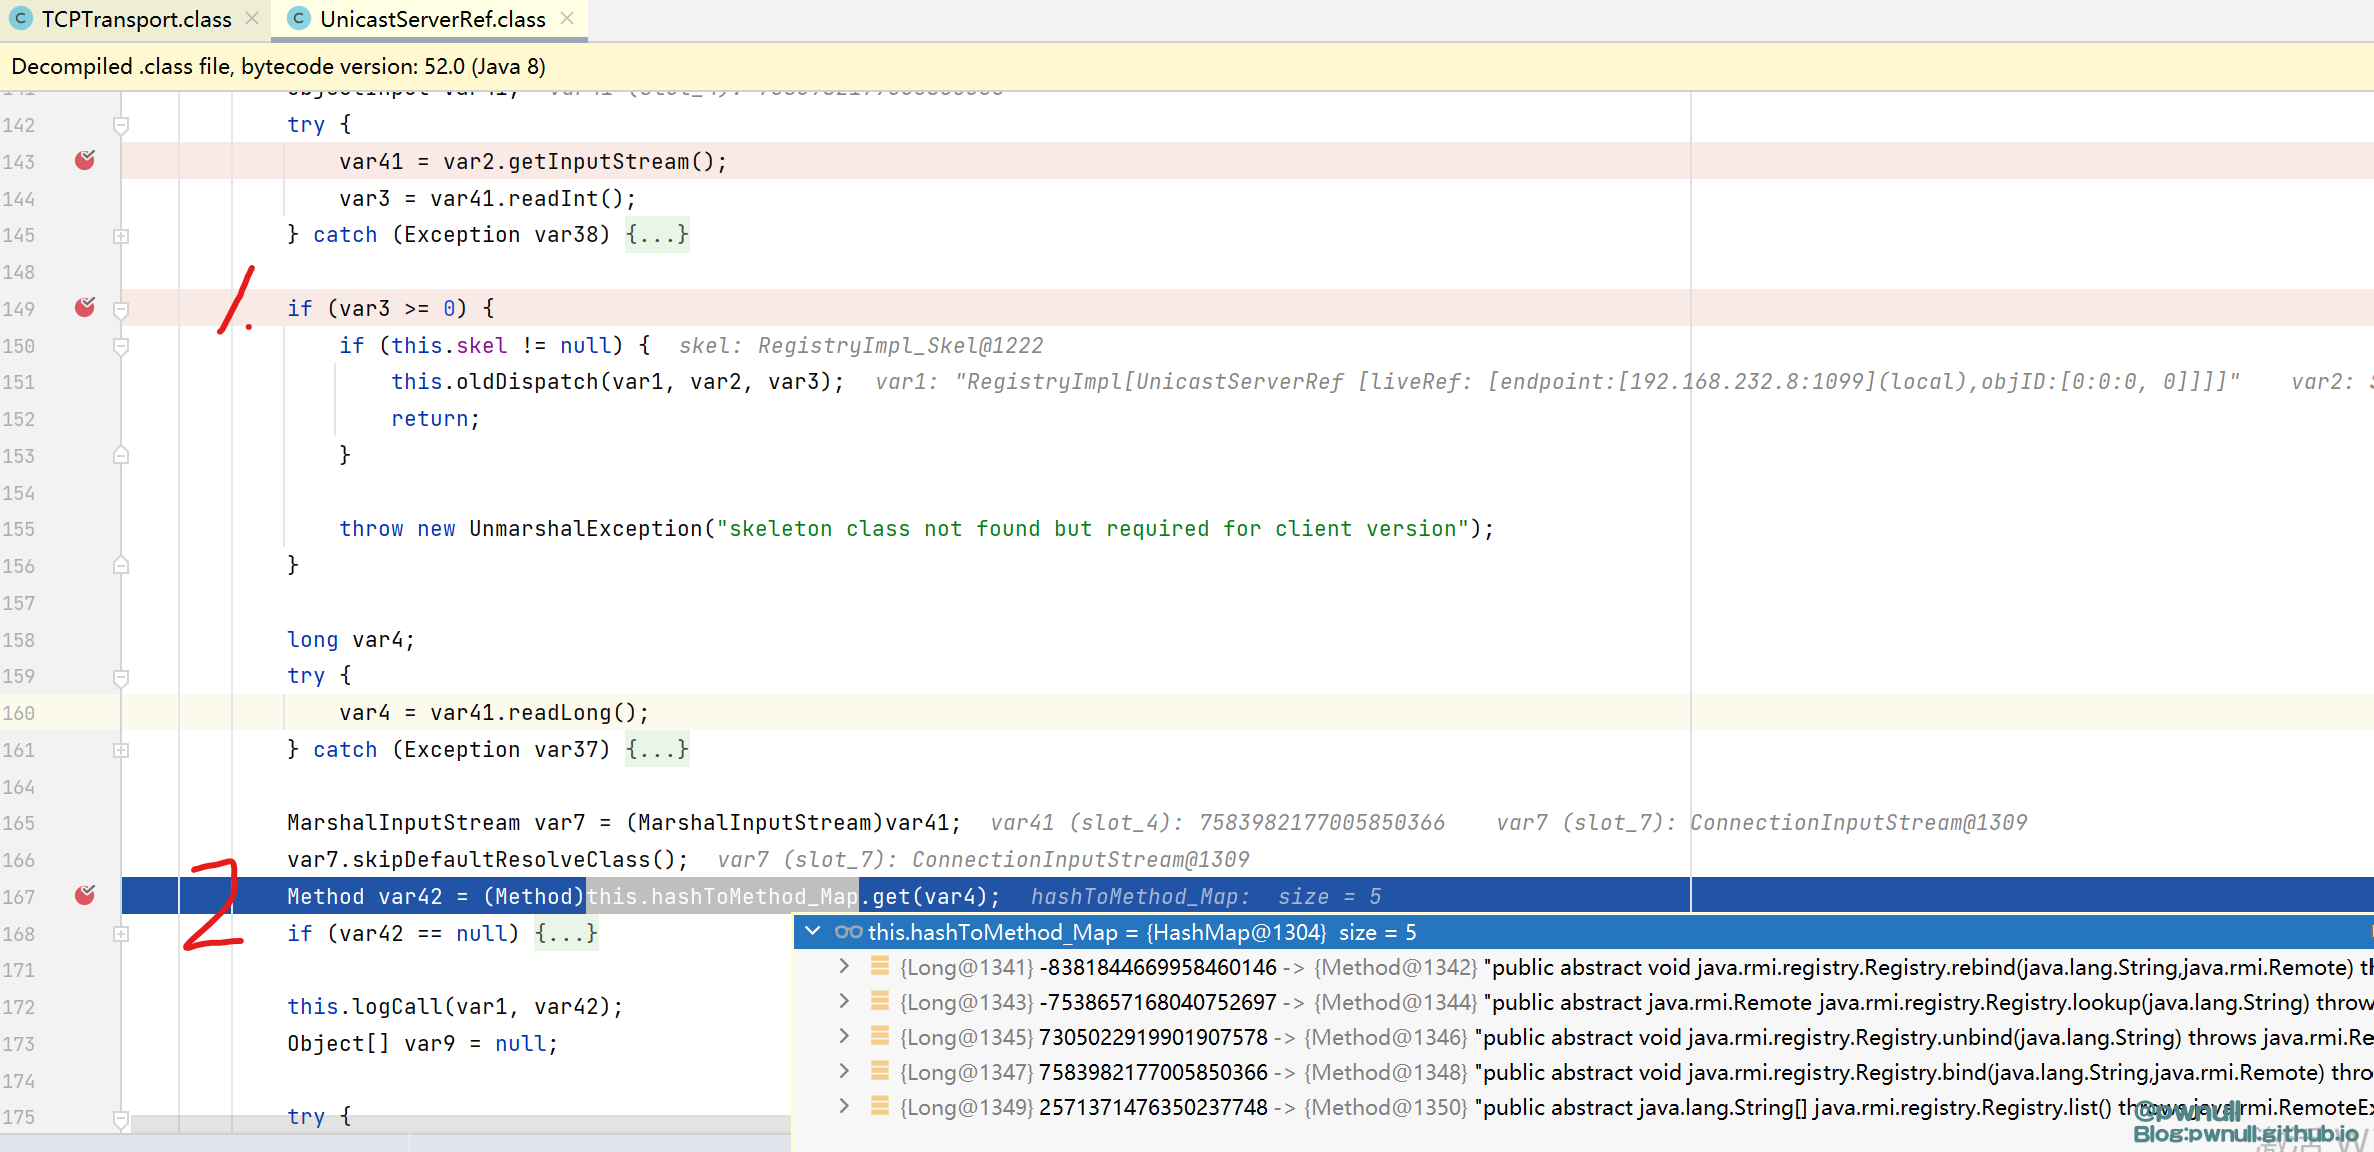 TCPTransport.class
UnicastServerRef.class
Decompiled .class file, bytecode version: 52.0 (Java 8)
142 try {
143 var41 = var2.getInputStream();
144 var3 = var41.readInt();
145 } catch (Exception var38) {...}
148
1.
149 if (var3 >= 0) {
150 if (this.skel != null) { skel: RegistryImpl_Skel@1222
151 this.oldDispatch(var1, var2, var3); var1: "RegistryImpl[UnicastServerRef [liveRef: [endpoint:[192.168.232.8:1099](local),objID:[0:0:0, 0]]]]" var2:
152 return;
153 }
154
155 throw new UnmarshalException("skeleton class not found but required for client version");
156 }
157
158 long var4;
159 try {
160 var4 = var41.readLong();
161 } catch (Exception var37) {...}
164
165 MarshalInputStream var7 = (MarshalInputStream)var41; var41 (slot_4): 7583982177005850366 var7 (slot_7): ConnectionInputStream@1309
166 var7.skipDefaultResolveClass(); var7 (slot_7): ConnectionInputStream@1309
2
167 Method var42 = (Method)this.hashToMethod_Map.get(var4); hashToMethod_Map: size = 5
168 if (var42 == null) {...}
171
172 this.logCall(var1, var42);
173 Object[] var9 = null;
174
175 try {
this.hashToMethod_Map = {HashMap@1304} size = 5
{Long@1341} -8381844669958460146 -> {Method@1342} "public abstract void java.rmi.registry.Registry.rebind(java.lang.String,java.rmi.Remote) th
{Long@1343} -7538657168040752697 -> {Method@1344} "public abstract java.rmi.Remote java.rmi.registry.Registry.lookup(java.lang.String) throw
{Long@1345} 7305022919901907578 -> {Method@1346} "public abstract void java.rmi.registry.Registry.unbind(java.lang.String) throws java.rmi.Re
{Long@1347} 7583982177005850366 -> {Method@1348} "public abstract void java.rmi.registry.Registry.bind(java.lang.String,java.rmi.Remote) thro
{Long@1349} 2571371476350237748 -> {Method@1350} "public abstract java.lang.String[] java.rmi.registry.Registry.list() throws java.rmi.RemoteEx
@pwnull
Blog:pwnull.github.io